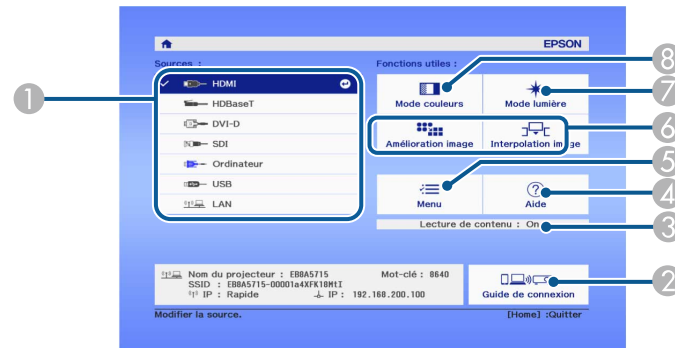 EPSON
Sources :
Fonctions utiles :
HDMI
HDBaseT
DVI-D
SDI
Ordinateur
USB
LAN
Mode couleurs
Mode lumière
Amélioration image
Interpolation image
Menu
Aide
Lecture de contenu : On
Nom du projecteur : EB8A5715
Mot-clé : 8640
SSID : EB8A5715-00001a4XFK18MtI
IP : Rapide
IP : 192.168.200.100
Guide de connexion
Modifier la source.
[Home] :Quitter
1
8
7
6
5
4
3
2